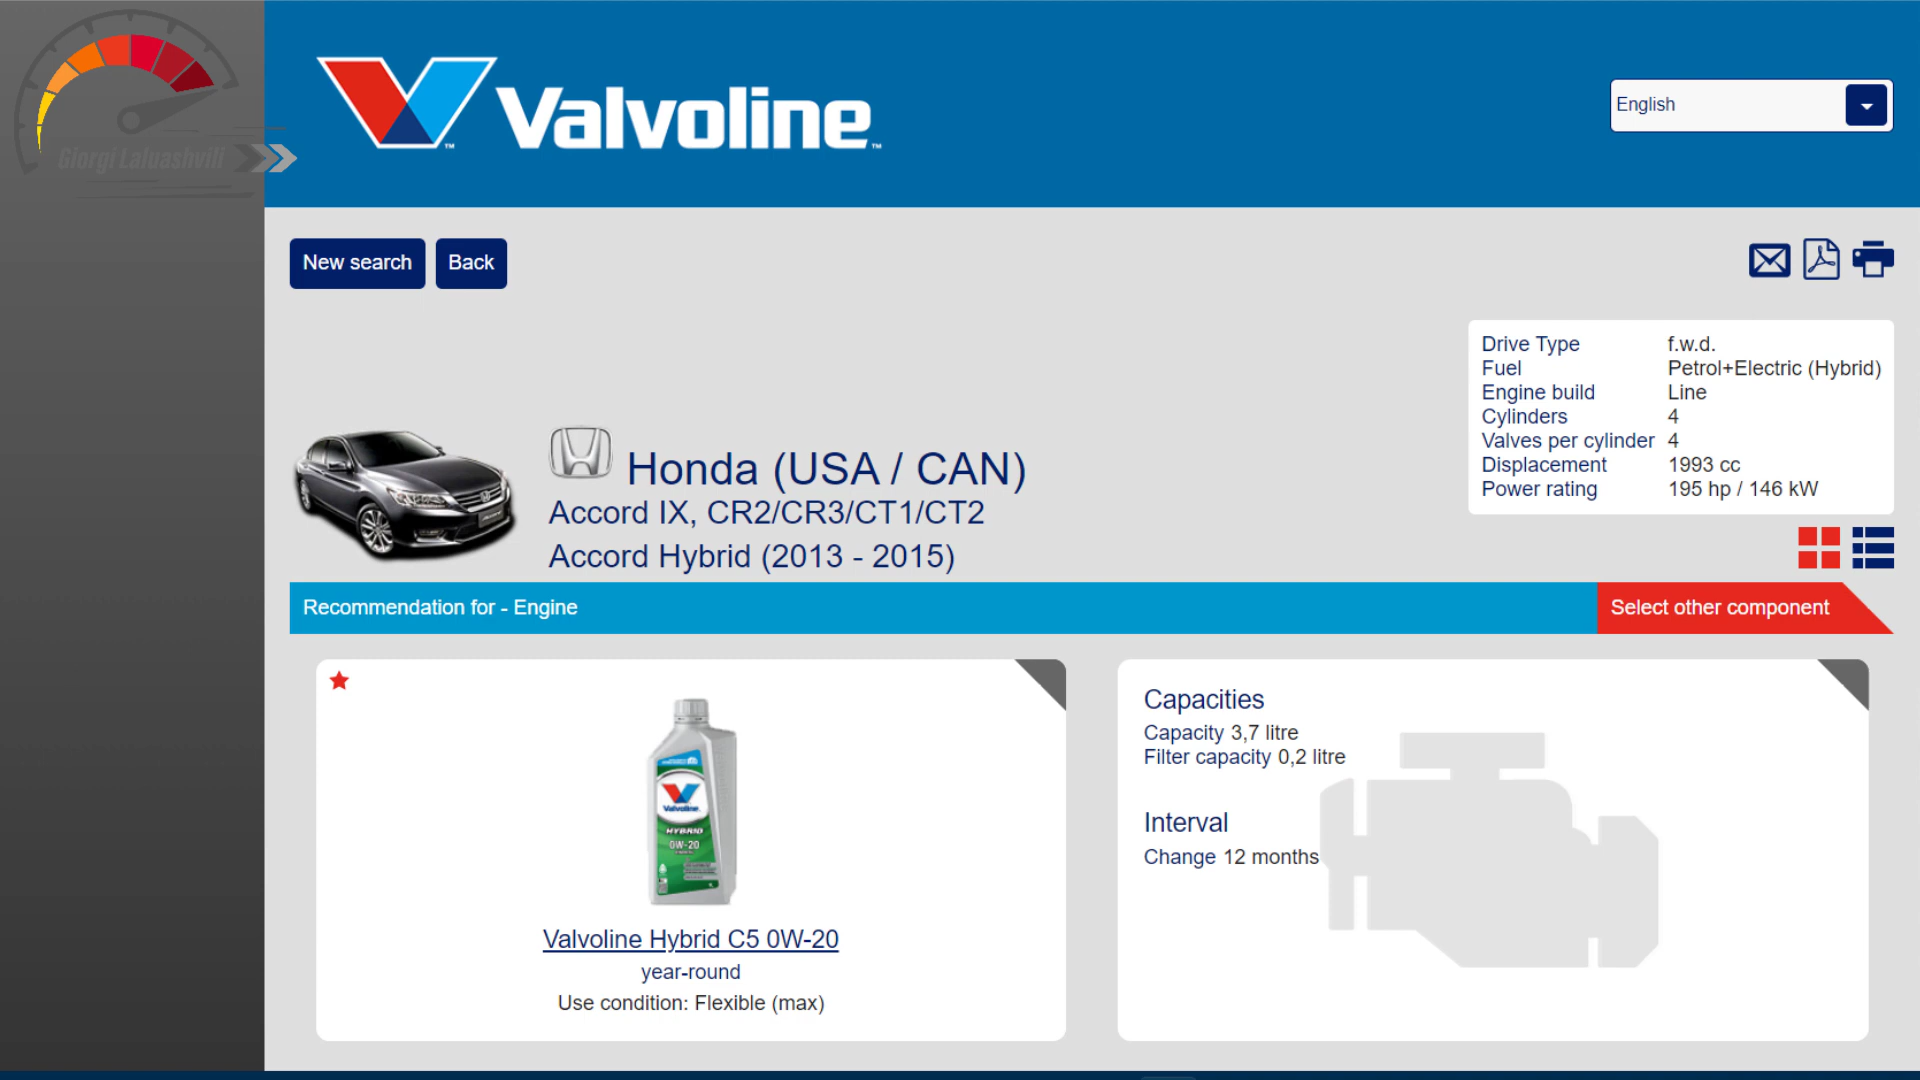 Giorgi Laluashvili
Valvoline™
English
New search
Back
Drive Type f.w.d.
Fuel Petrol+Electric (Hybrid)
Engine build Line
Cylinders 4
Valves per cylinder 4
Displacement 1993 cc
Power rating 195 hp / 146 kW
Honda (USA / CAN)
Accord IX, CR2/CR3/CT1/CT2
Accord Hybrid (2013 - 2015)
Recommendation for - Engine
Select other component
Valvoline
HYBRID
0W-20
Valvoline Hybrid C5 0W-20
year-round
Use condition: Flexible (max)
Capacities
Capacity 3,7 litre
Filter capacity 0,2 litre
Interval
Change 12 months